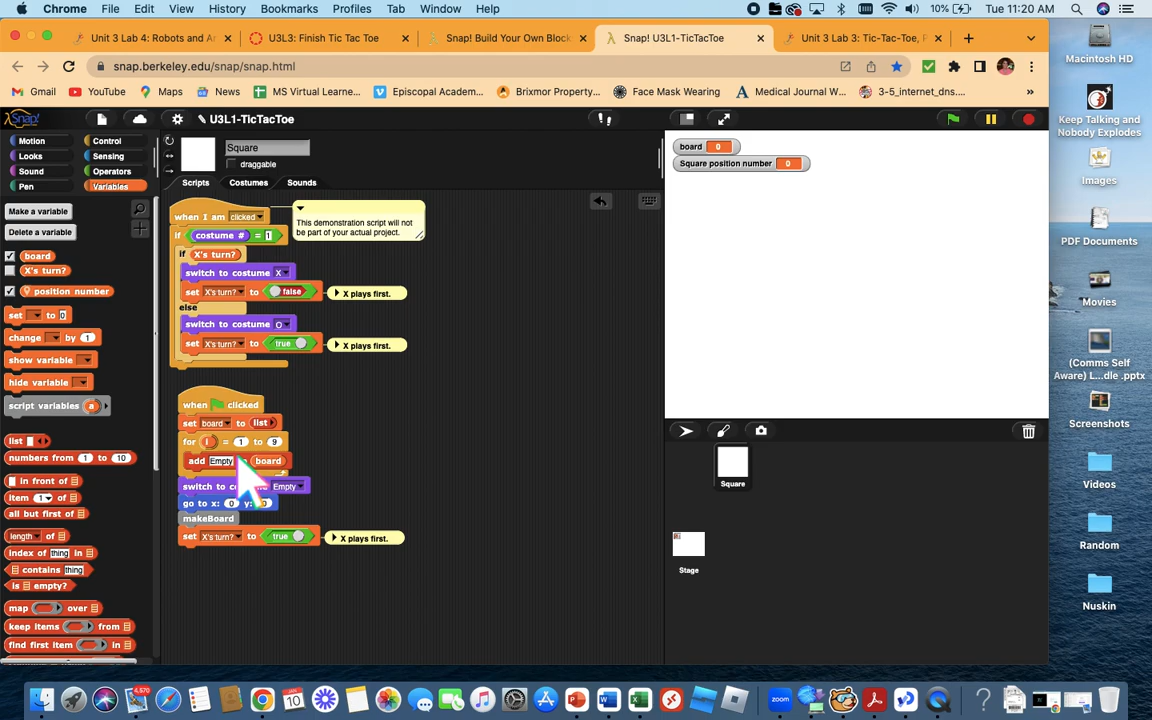 Chrome File Edit View History Bookmarks Profiles Tab Window Help 10% Tue 11:20 AM
Unit 3 Lab 4: Robots and Ar U3L3: Finish Tic Tac Toe Snap! Build Your Own Block Snap! U3L1-TicTacToe Unit 3 Lab 3: Tic-Tac-Toe, P
snap.berkeley.edu/snap/snap.html
Gmail YouTube Maps News MS Virtual Learne... Episcopal Academ... Brixmor Property... Face Mask Wearing Medical Journal W... 3-5_internet_dns....
Snap! U3L1-TicTacToe
Motion Control
Looks Sensing
Sound Operators
Pen Variables
Square
draggable
Scripts Costumes Sounds
Make a variable
Delete a variable
board
X's turn?
position number
set to 0
change by 1
show variable
hide variable
script variables a
list
numbers from 1 to 10
in front of
item 1 of
all but first of
length of
index of thing in
contains thing
is empty?
map over
keep items from
find first item in
when I am clicked
This demonstration script will not
be part of your actual project.
if costume # = 1
if X's turn?
switch to costume X
set X's turn? to false X plays first.
else
switch to costume O
set X's turn? to true X plays first.
when clicked
set board to list
for i = 1 to 9
add Empty board
switch to Empty
go to x: 0 y:
makeBoard
set X's turn? to true X plays first.
board 0
Square position number 0
Square
Stage
Macintosh HD
Keep Talking and
Nobody Explodes
Images
PDF Documents
Movies
(Comms Self
Aware) L...dle .pptx
Screenshots
Videos
Random
Nuskin
4,670
JAN
10
zoom